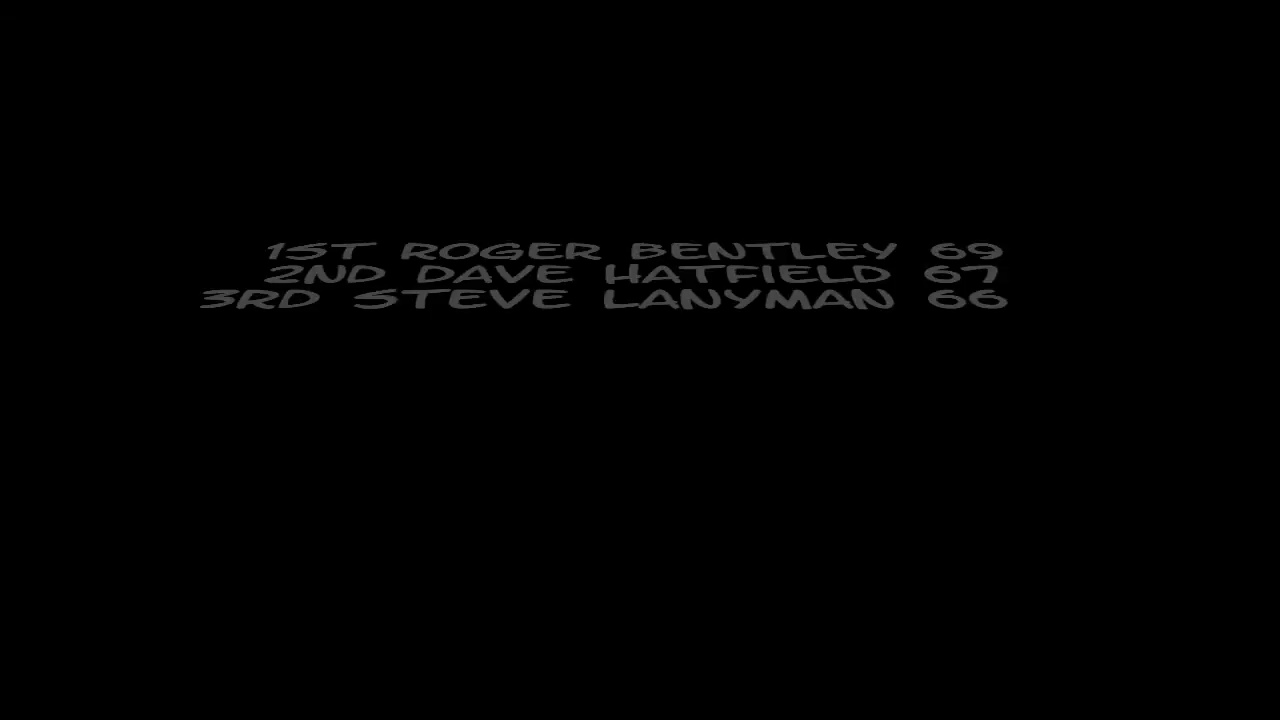 1ST ROGER BENTLEY 69
2ND DAVE HATFIELD 67
3RD STEVE LANYMAN 66